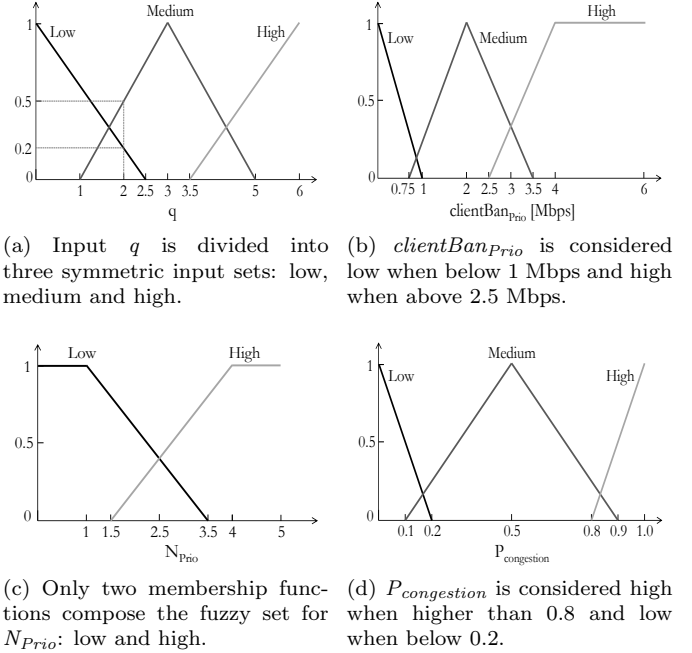 1
Low
Medium
High
0.5
0.2
0
1
2
2.5
3
3.5
5
6
q
1
Low
Medium
High
0.5
0
0.75
1
2
2.5
3
3.5
4
6
clientBanPrio [Mbps]
(a) Input q is divided into
three symmetric input sets: low,
medium and high.
(b) clientBanPrio is considered
low when below 1 Mbps and high
when above 2.5 Mbps.
Low
High
1
0.5
0
1
1.5
2.5
3.5
4
5
NPrio
1
Low
Medium
High
0.5
0
0.1
0.2
0.5
0.8
0.9
1.0
Pcongestion
(c) Only two membership func-
tions compose the fuzzy set for
NPrio: low and high.
(d) Pcongestion is considered high
when higher than 0.8 and low
when below 0.2.